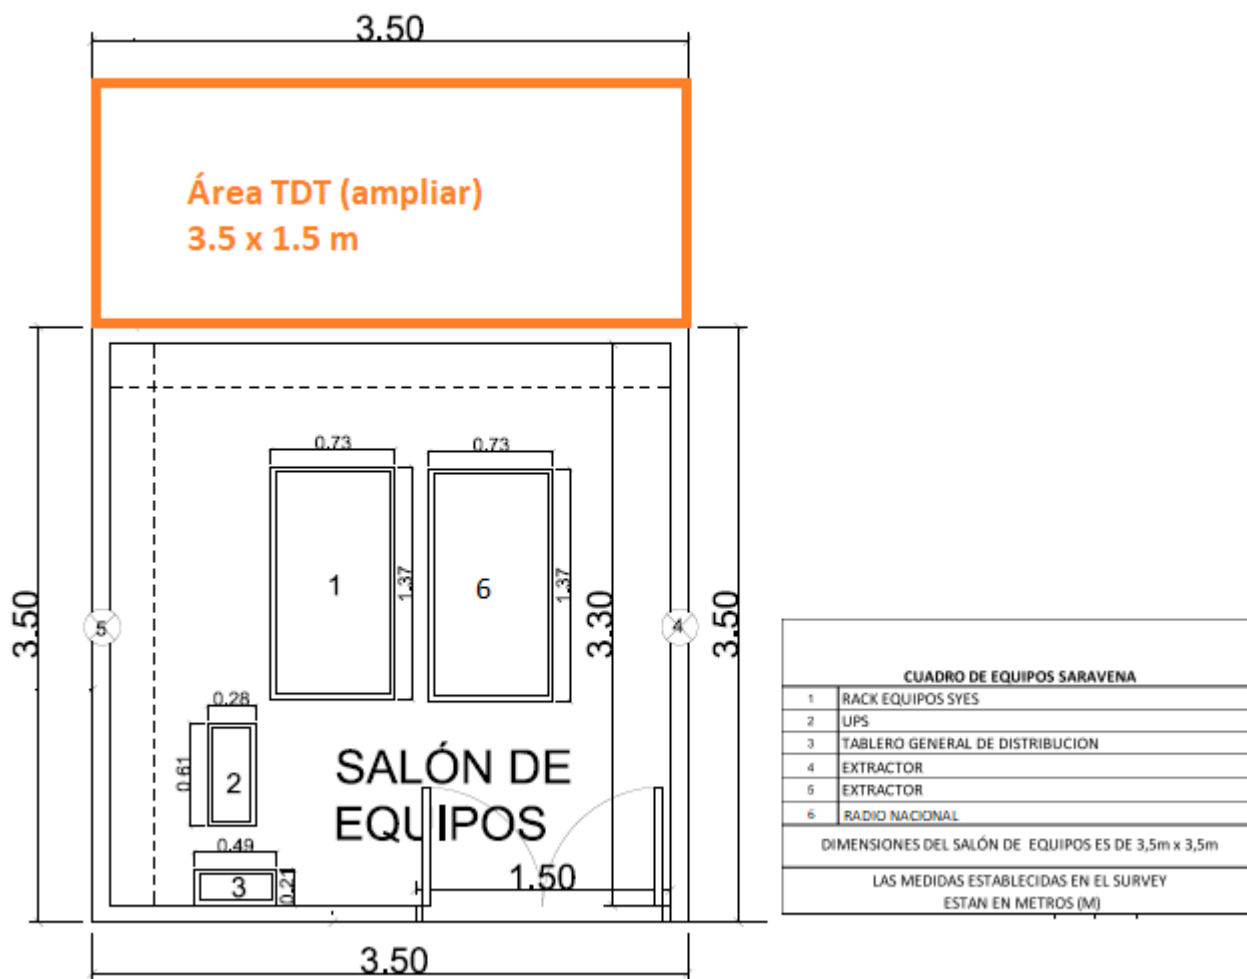 3.50
Área TDT (ampliar)
3.5 x 1.5 m
0.73
0.73
1
1.37
6
1.37
3.50
5
3.30
4
3.50
0.28
0.61
2
SALÓN DE
EQUIPOS
0.49
3
0.21
1.50
3.50
CUADRO DE EQUIPOS SARAVENA
1 RACK EQUIPOS SYES
2 UPS
3 TABLERO GENERAL DE DISTRIBUCION
4 EXTRACTOR
5 EXTRACTOR
6 RADIO NACIONAL
DIMENSIONES DEL SALÓN DE EQUIPOS ES DE 3,5m x 3,5m
LAS MEDIDAS ESTABLECIDAS EN EL SURVEY
ESTAN EN METROS (M)